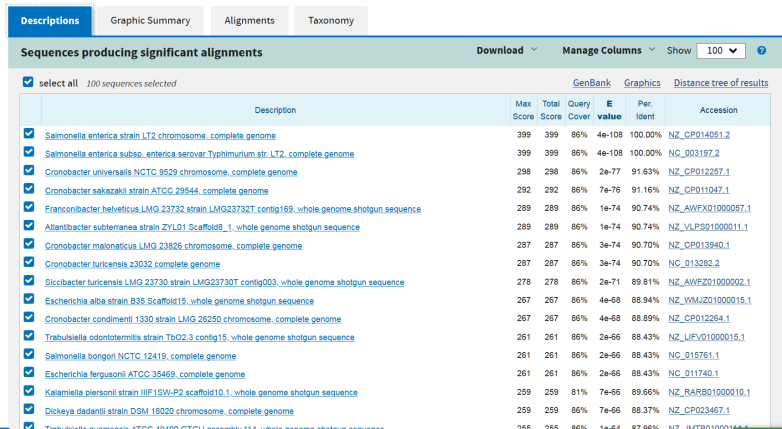 Descriptions Graphic Summary Alignments Taxonomy
Sequences producing significant alignments Download Manage Columns Show 100
select all 100 sequences selected GenBank Graphics Distance tree of results
Description Max Score Total Score Query Cover E value Per. Ident Accession
Salmonella enterica strain LT2 chromosome, complete genome 399 399 86% 4e-108 100.00% NZ_CP014051.2
Salmonella enterica subsp. enterica serovar Typhimurium str. LT2, complete genome 399 399 86% 4e-108 100.00% NC_003197.2
Cronobacter universalis NCTC 9529 chromosome, complete genome 298 298 86% 2e-77 91.63% NZ_CP012257.1
Cronobacter sakazakii strain ATCC 29544, complete genome 292 292 86% 7e-76 91.16% NZ_CP011047.1
Franconibacter helveticus LMG 23732 strain LMG23732T contig169, whole genome shotgun sequence 289 289 86% 1e-74 90.74% NZ_AWFX01000057.1
Atlantibacter subterranea strain ZYL01 Scaffold8_1, whole genome shotgun sequence 289 289 86% 1e-74 90.74% NZ_VLPS01000011.1
Cronobacter malonaticus LMG 23826 chromosome, complete genome 287 287 86% 3e-74 90.70% NZ_CP013940.1
Cronobacter turicensis z3032 complete genome 287 287 86% 3e-74 90.70% NC_013282.2
Siccibacter turicensis LMG 23730 strain LMG23730T contig003, whole genome shotgun sequence 278 278 86% 2e-71 89.81% NZ_AWFZ01000002.1
Escherichia alba strain B35 Scaffold15, whole genome shotgun sequence 267 267 86% 4e-68 88.94% NZ_WMJZ01000015.1
Cronobacter condimenti 1330 strain LMG 26250 chromosome, complete genome 267 267 86% 4e-68 88.89% NZ_CP012264.1
Trabulsiella odontotermitis strain TbO2.3 contig15, whole genome shotgun sequence 261 261 86% 2e-66 88.43% NZ_LIFV01000015.1
Salmonella bongori NCTC 12419, complete genome 261 261 86% 2e-66 88.43% NC_015761.1
Escherichia fergusonii ATCC 35469, complete genome 261 261 86% 2e-66 88.43% NC_011740.1
Kalamiella piersonii strain IIIF1SW-P2 scaffold10.1, whole genome shotgun sequence 259 259 81% 7e-66 89.66% NZ_RARB01000010.1
Dickeya dadantii strain DSM 18020 chromosome, complete genome 259 259 86% 7e-66 88.37% NZ_CP023467.1
255 255 86% 1e-64 87.96%